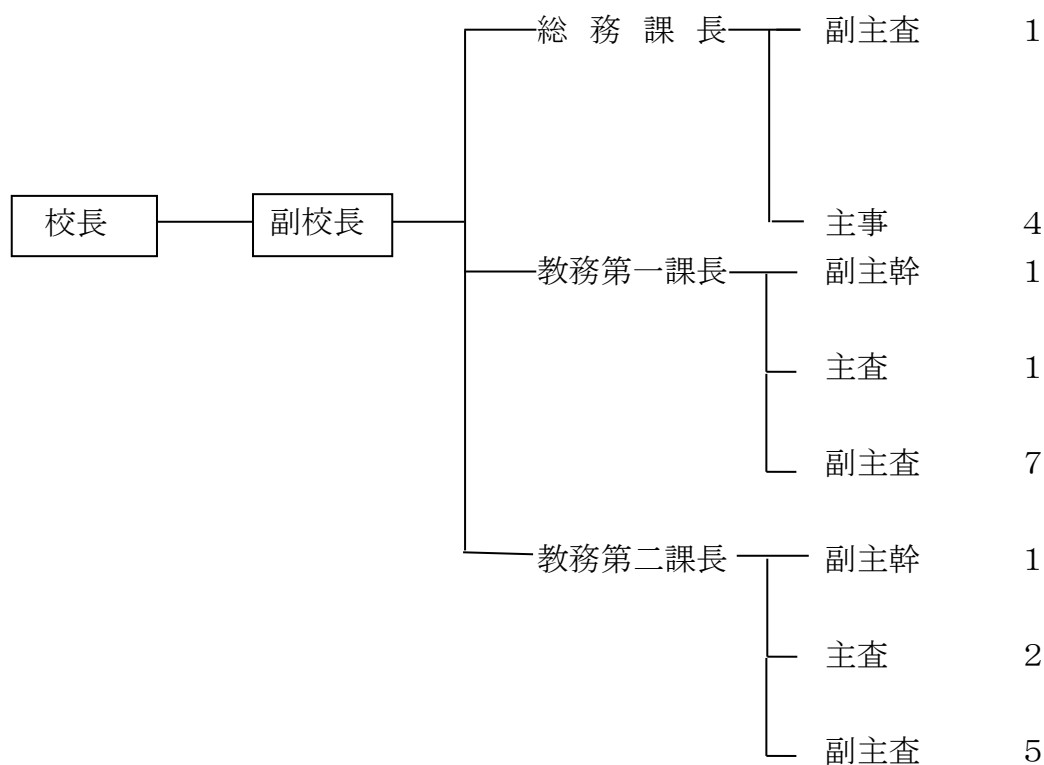 総 務 課 長 副主査 1
校長 副校長 主事 4
教務第一課長 副主幹 1
主査 1
副主査 7
教務第二課長 副主幹 1
主査 2
副主査 5